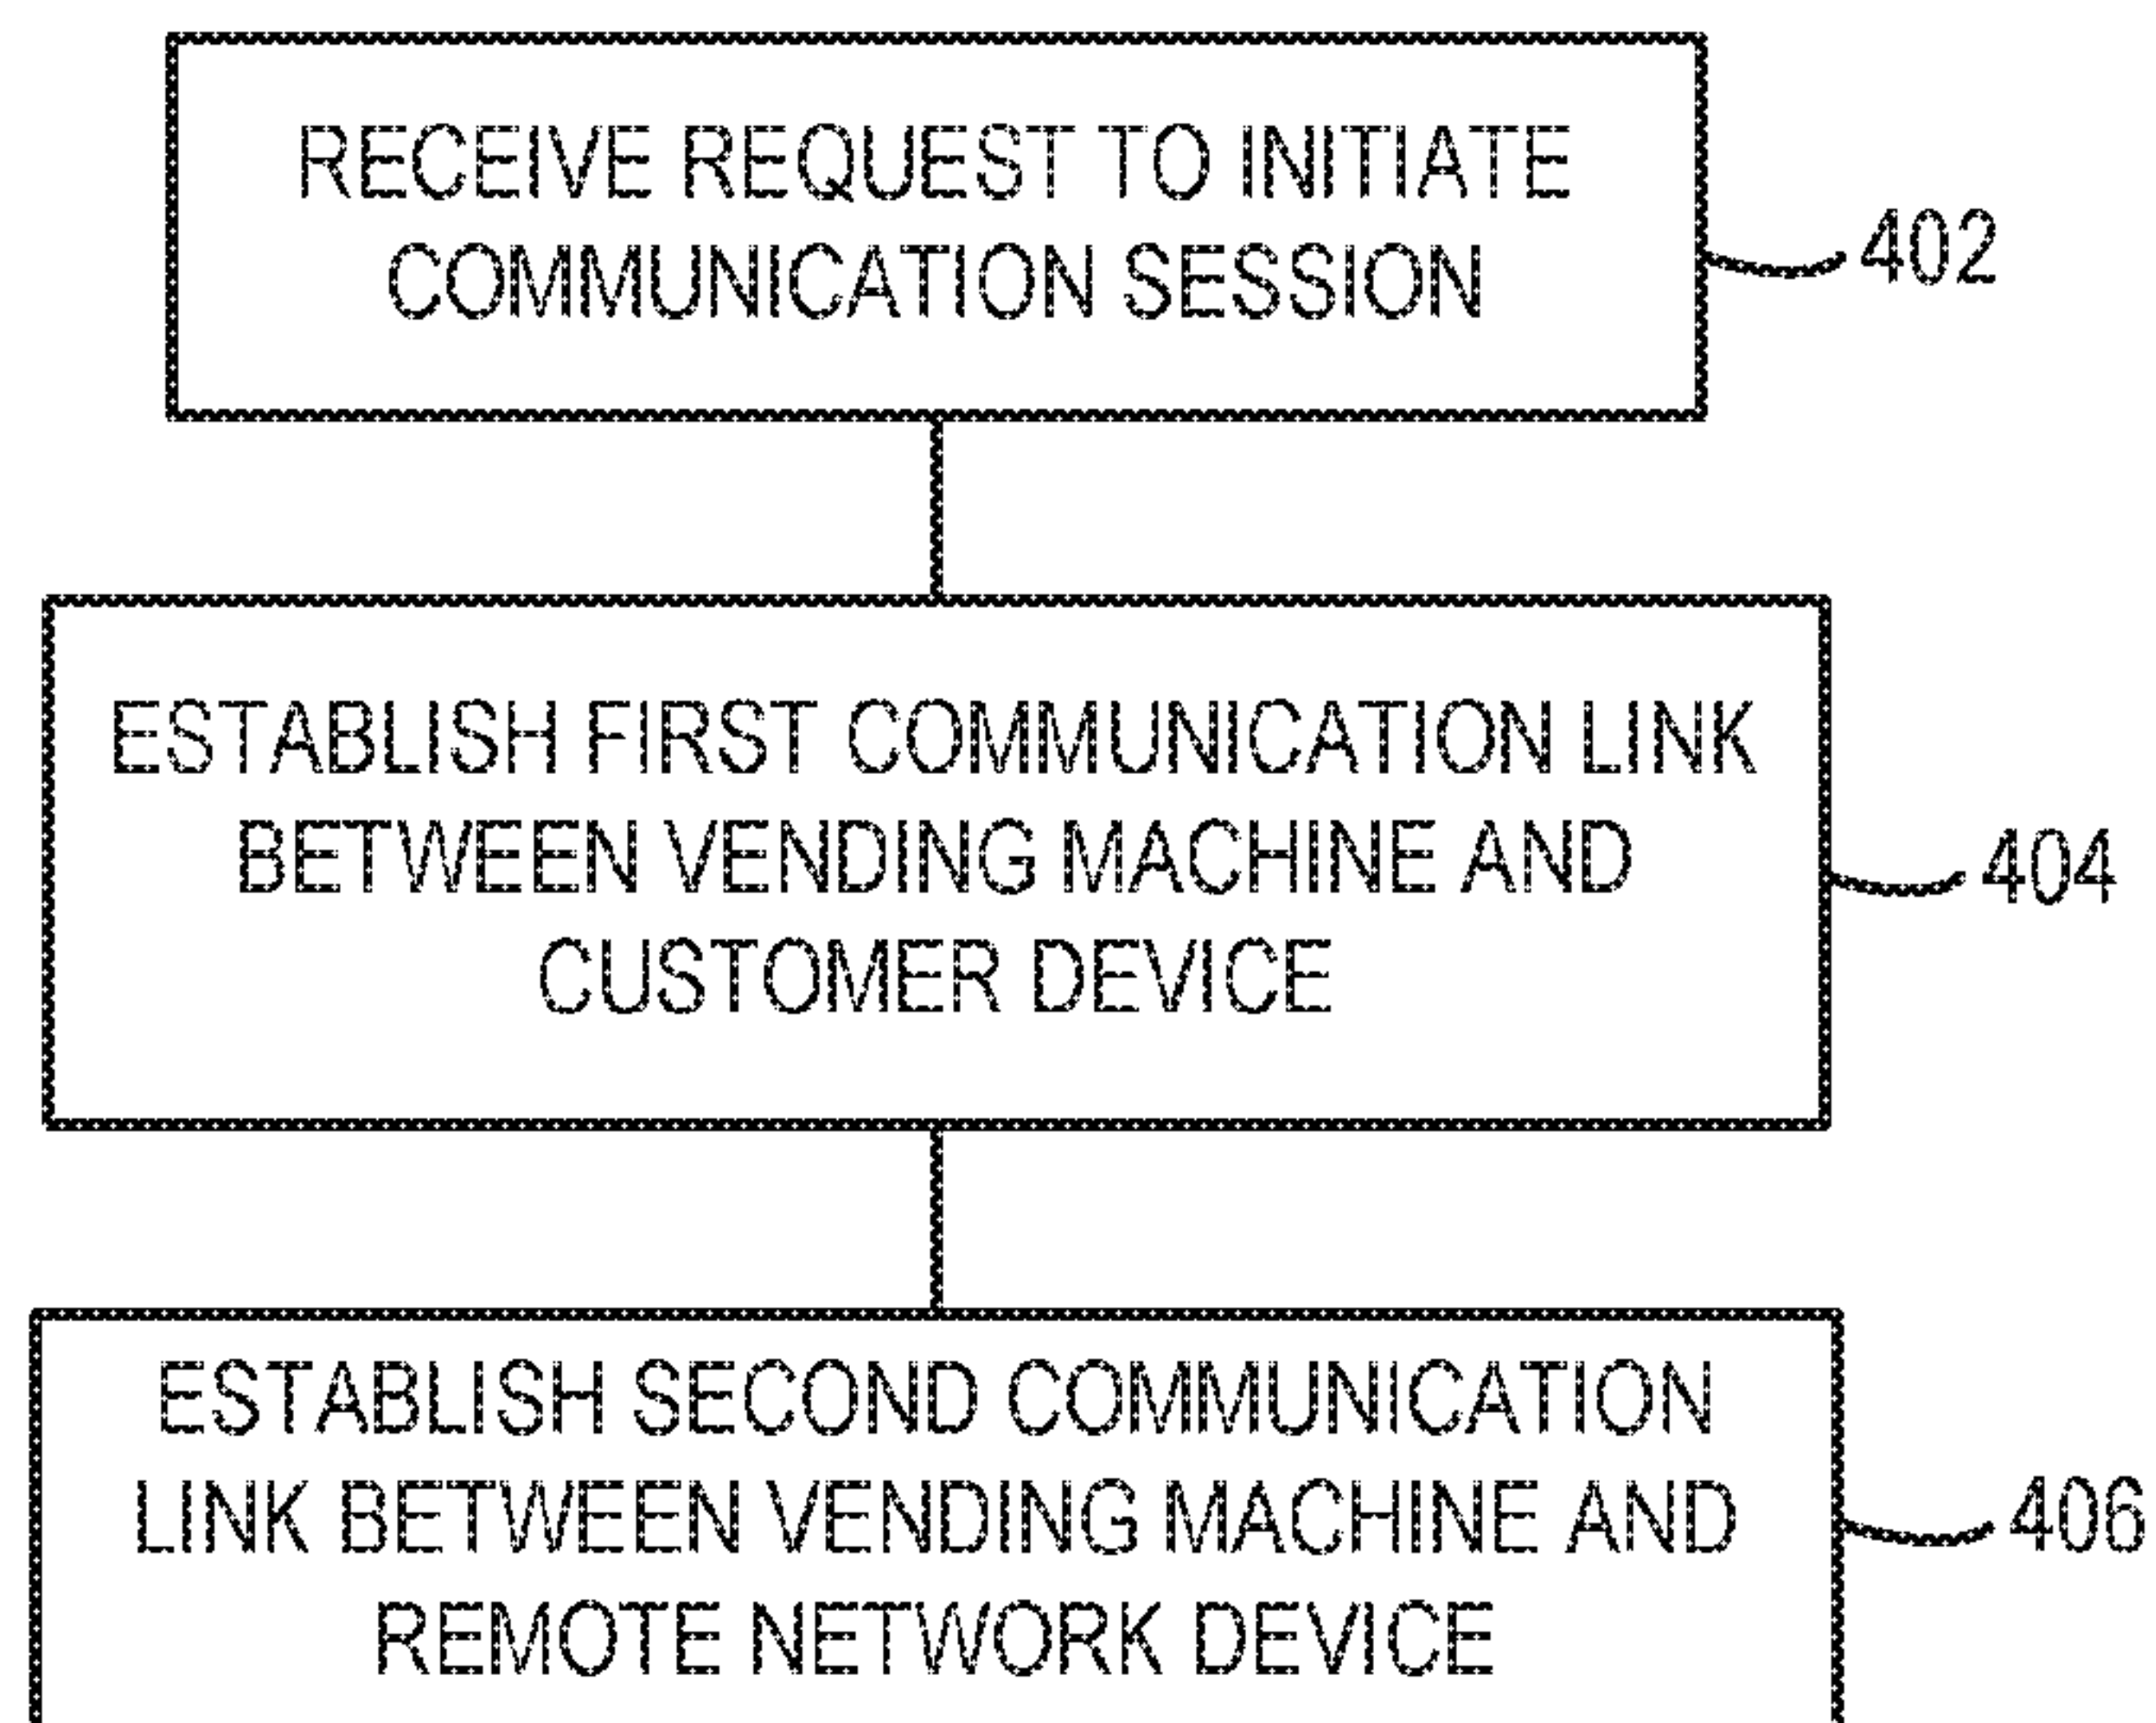 RECEIVE REQUEST TO INITIATE
COMMUNICATION SESSION
402
ESTABLISH FIRST COMMUNICATION LINK
BETWEEN VENDING MACHINE AND
CUSTOMER DEVICE
404
ESTABLISH SECOND COMMUNICATION
LINK BETWEEN VENDING MACHINE AND
REMOTE NETWORK DEVICE
406